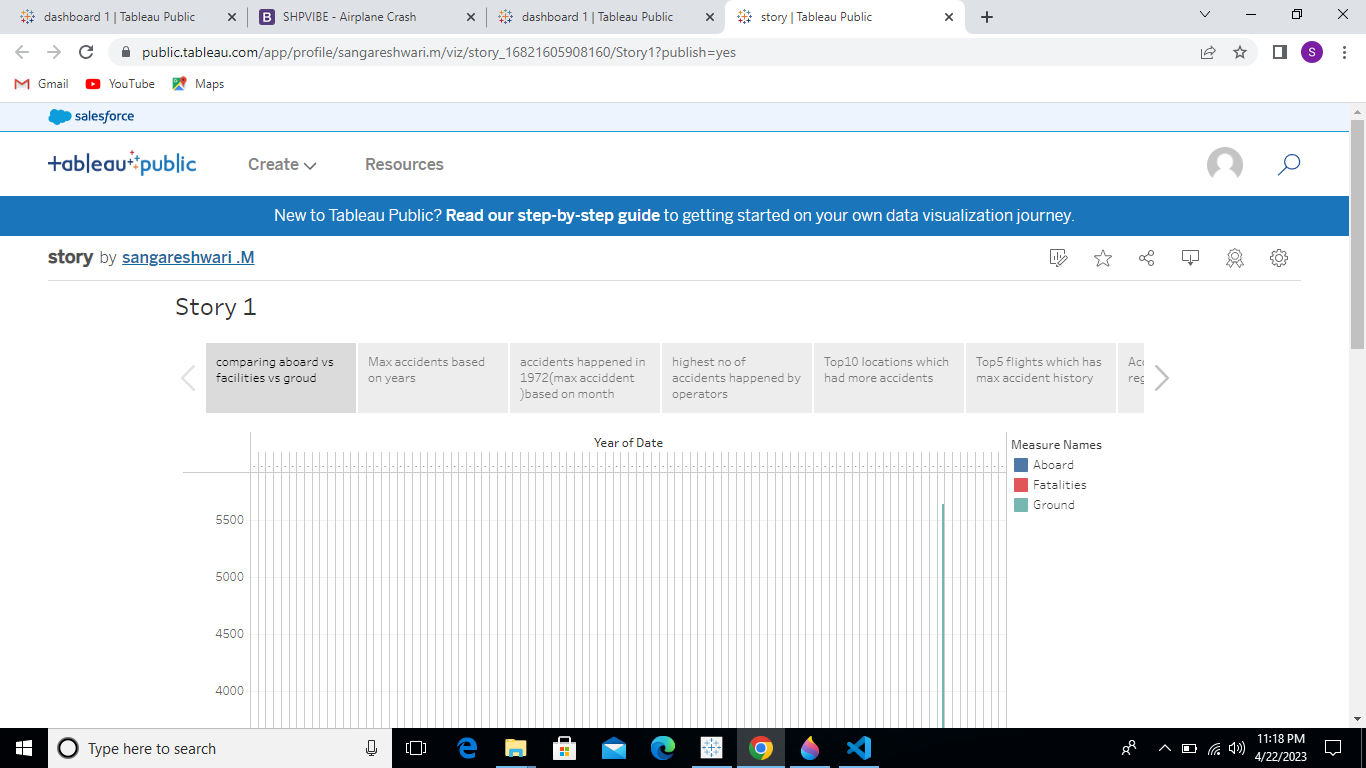 dashboard 1 | Tableau Public
SHPVIBE - Airplane Crash
dashboard 1 | Tableau Public
story | Tableau Public
public.tableau.com/app/profile/sangareshwari.m/viz/story_16821605908160/Story1?publish=yes
S
Gmail
YouTube
Maps
salesforce
tableau public
Create
Resources
New to Tableau Public? Read our step-by-step guide to getting started on your own data visualization journey.
story by sangareshwari .M
Story 1
comparing aboard vs
facilities vs groud
Max accidents based
on years
accidents happened in
1972(max acciddent
)based on month
highest no of
accidents happened by
operators
Top10 locations which
had more accidents
Top5 flights which has
max accident history
Year of Date
Measure Names
Aboard
Fatalities
Ground
5500
5000
4500
4000
Type here to search
11:18 PM
4/22/2023